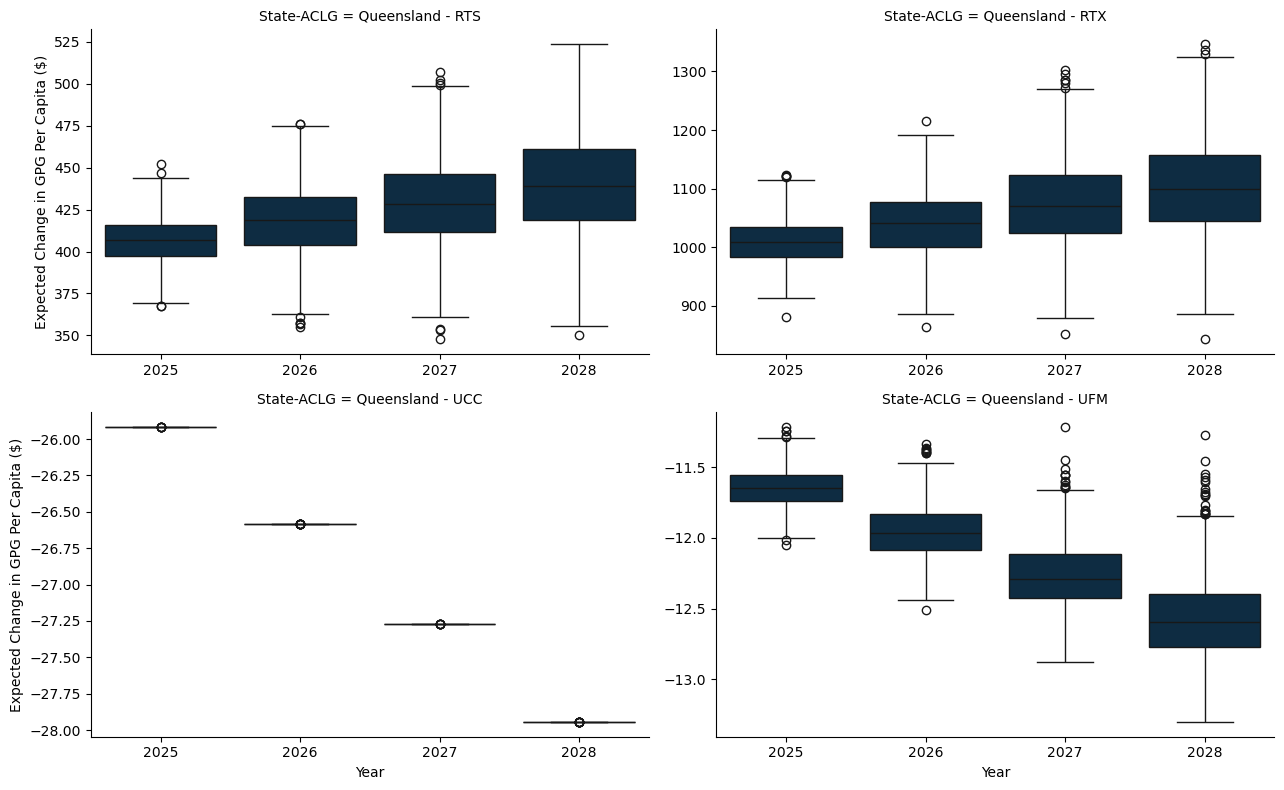 State-ACLG = Queensland - RTS
Expected Change in GPG Per Capita ($)
525
500
475
450
425
400
375
350
2025 2026 2027 2028
State-ACLG = Queensland - RTX
1300
1200
1100
1000
900
2025 2026 2027 2028
State-ACLG = Queensland - UCC
Expected Change in GPG Per Capita ($)
−26.00
−26.25
−26.50
−26.75
−27.00
−27.25
−27.50
−27.75
−28.00
2025 2026 2027 2028
Year
State-ACLG = Queensland - UFM
−11.5
−12.0
−12.5
−13.0
2025 2026 2027 2028
Year